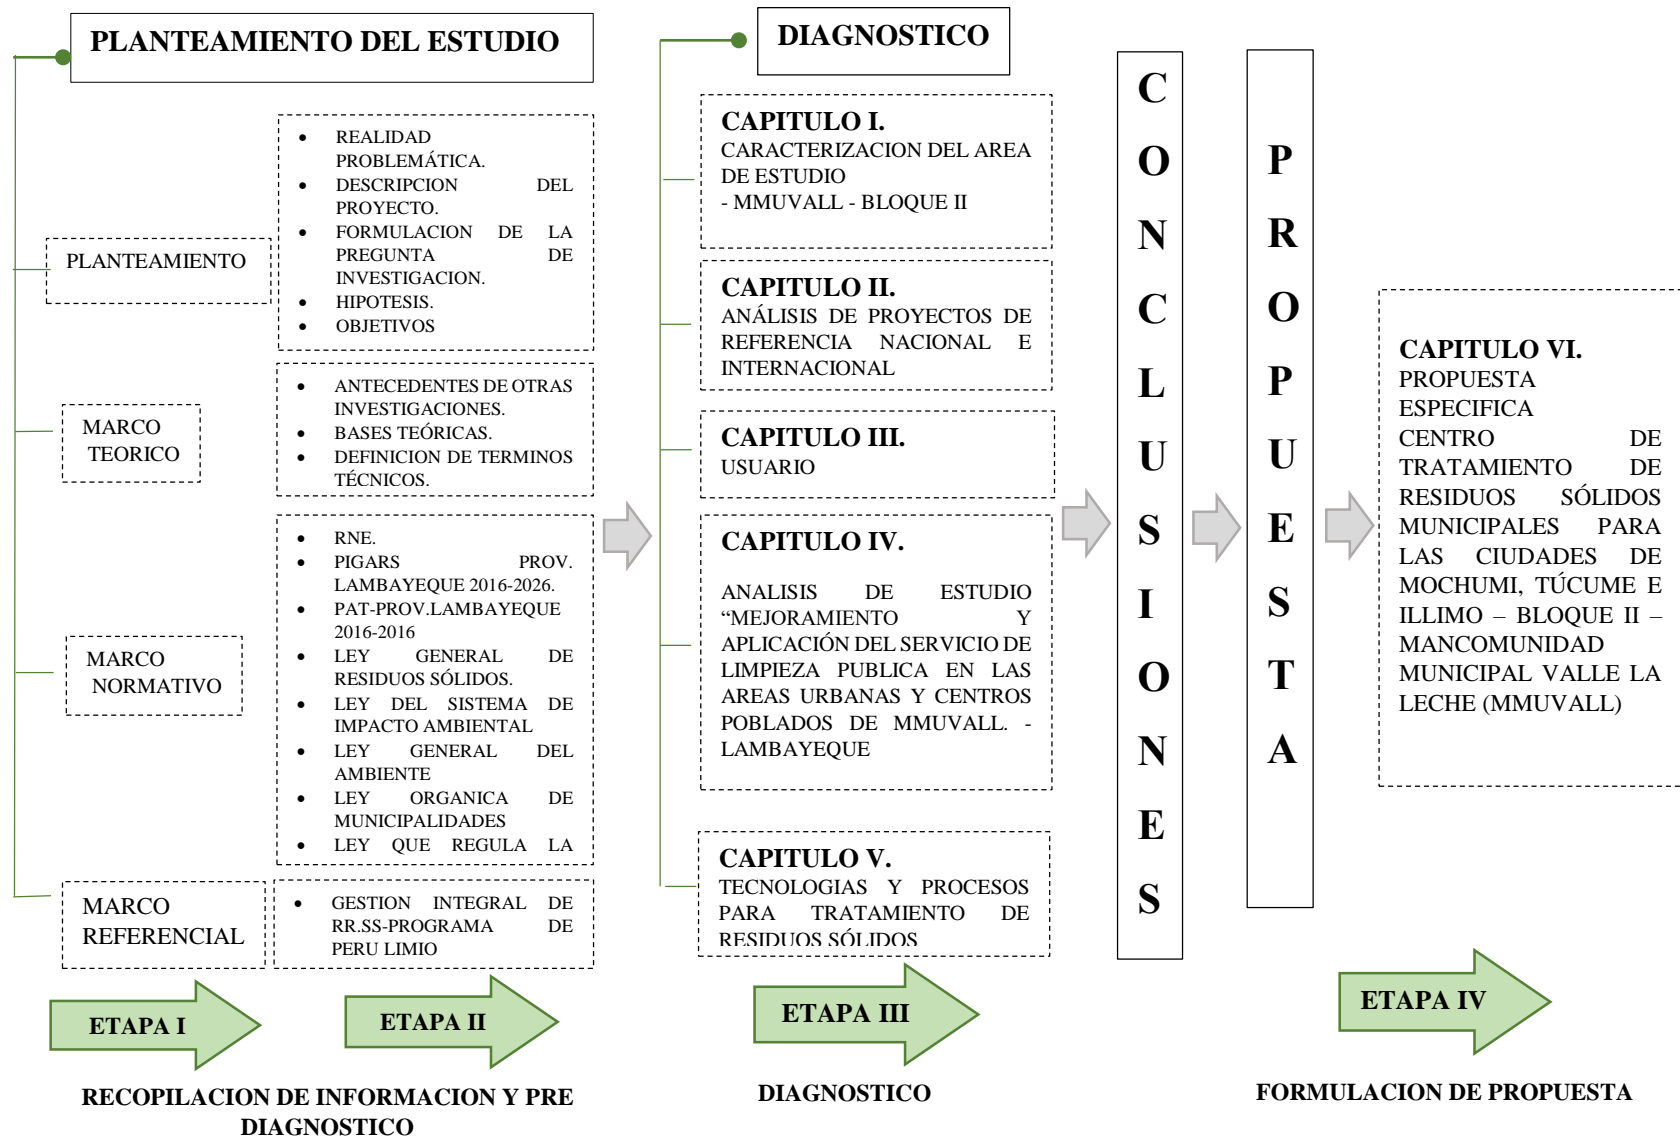 PLANTEAMIENTO DEL ESTUDIO
PLANTEAMIENTO
• REALIDAD
PROBLEMÁTICA.
• DESCRIPCION DEL
PROYECTO.
• FORMULACION DE LA
PREGUNTA DE
INVESTIGACION.
• HIPOTESIS.
• OBJETIVOS
MARCO
TEORICO
• ANTECEDENTES DE OTRAS
INVESTIGACIONES.
• BASES TEÓRICAS.
• DEFINICION DE TERMINOS
TÉCNICOS.
MARCO
NORMATIVO
• RNE.
• PIGARS PROV.
LAMBAYEQUE 2016-2026.
• PAT-PROV.LAMBAYEQUE
2016-2016
• LEY GENERAL DE
RESIDUOS SÓLIDOS.
• LEY DEL SISTEMA DE
IMPACTO AMBIENTAL
• LEY GENERAL DEL
AMBIENTE
• LEY ORGANICA DE
MUNICIPALIDADES
• LEY QUE REGULA LA
MARCO
REFERENCIAL
• GESTION INTEGRAL DE
RR.SS-PROGRAMA DE
PERU LIMIO
DIAGNOSTICO
CAPITULO I.
CARACTERIZACION DEL AREA
DE ESTUDIO
- MMUVALL - BLOQUE II
CAPITULO II.
ANÁLISIS DE PROYECTOS DE
REFERENCIA NACIONAL E
INTERNACIONAL
CAPITULO III.
USUARIO
CAPITULO IV.
ANALISIS DE ESTUDIO
“MEJORAMIENTO Y
APLICACIÓN DEL SERVICIO DE
LIMPIEZA PUBLICA EN LAS
AREAS URBANAS Y CENTROS
POBLADOS DE MMUVALL. -
LAMBAYEQUE
CAPITULO V.
TECNOLOGIAS Y PROCESOS
PARA TRATAMIENTO DE
RESIDUOS SÓLIDOS
CONCLUSIONES
PROPUESTA
CAPITULO VI.
PROPUESTA
ESPECIFICA
CENTRO DE
TRATAMIENTO DE
RESIDUOS SÓLIDOS
MUNICIPALES PARA
LAS CIUDADES DE
MOCHUMI, TÚCUME E
ILLIMO – BLOQUE II –
MANCOMUNIDAD
MUNICIPAL VALLE LA
LECHE (MMUVALL)
ETAPA I
ETAPA II
ETAPA III
ETAPA IV
RECOPILACION DE INFORMACION Y PRE
DIAGNOSTICO
DIAGNOSTICO
FORMULACION DE PROPUESTA